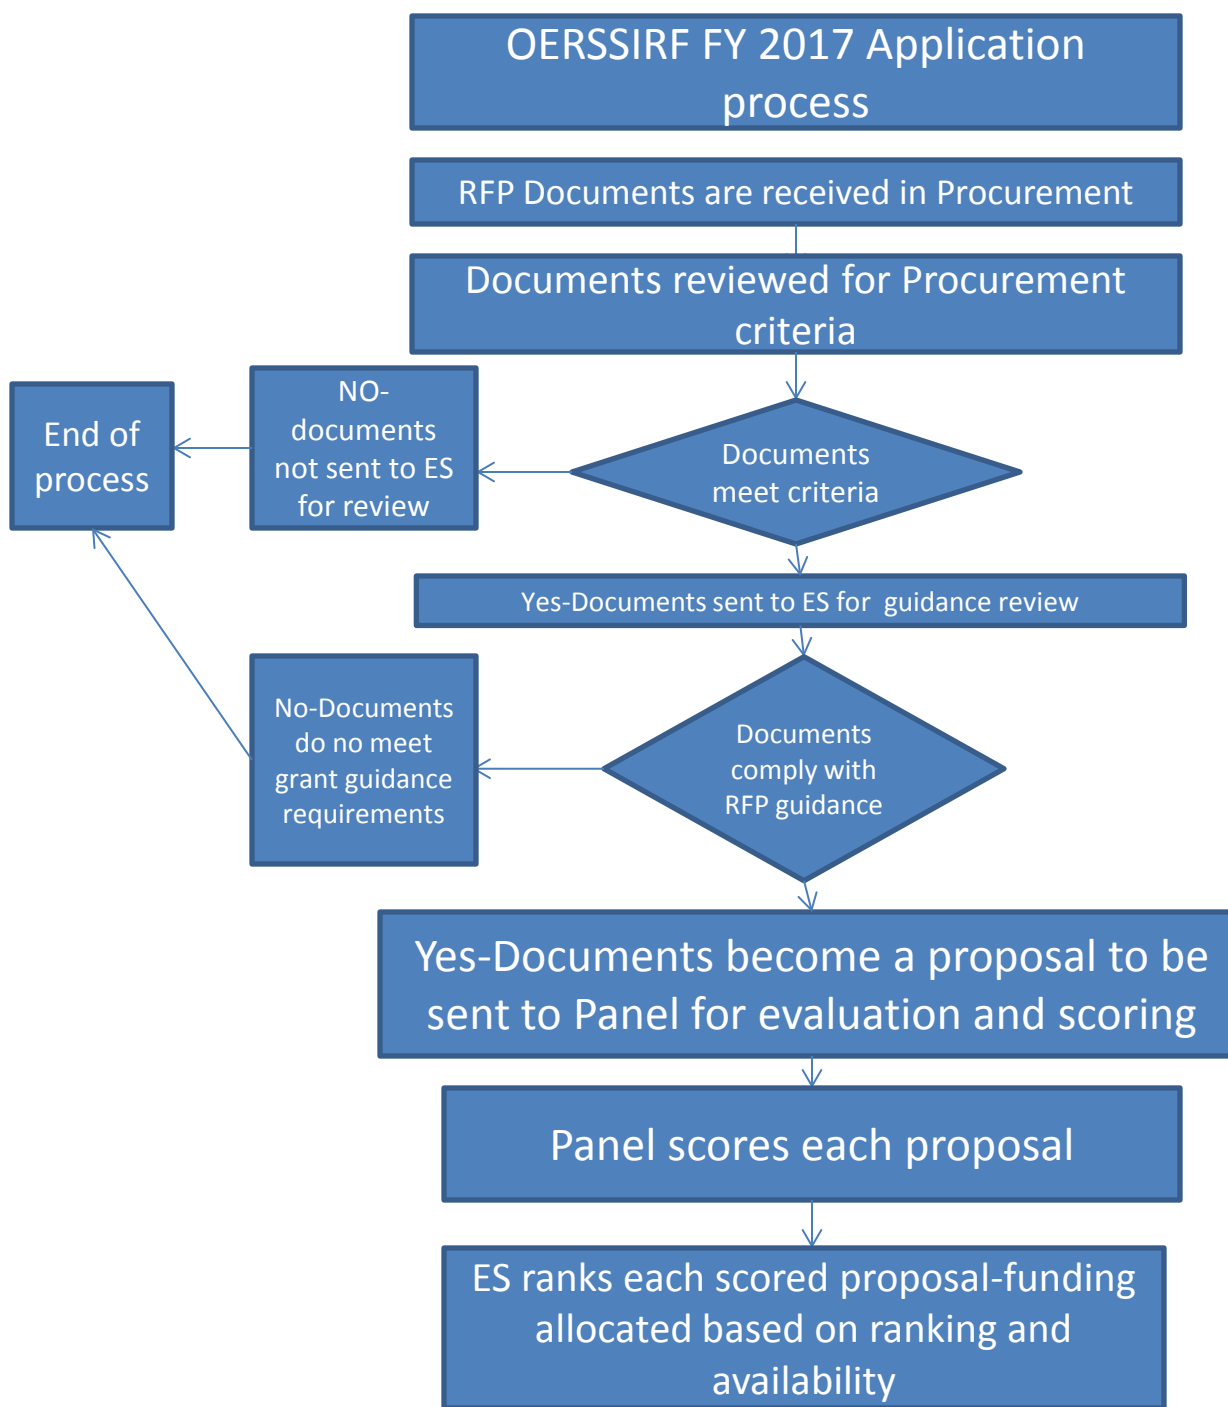 OERSSIRF FY 2017 Application
process
RFP Documents are received in Procurement
Documents reviewed for Procurement
criteria
End of
process
NO-
documents
not sent to ES
for review
Documents
meet criteria
Yes-Documents sent to ES for  guidance review
No-Documents
do no meet
grant guidance
requirements
Documents
comply with
RFP guidance
Yes-Documents become a proposal to be
sent to Panel for evaluation and scoring
Panel scores each proposal
ES ranks each scored proposal-funding
allocated based on ranking and
availability